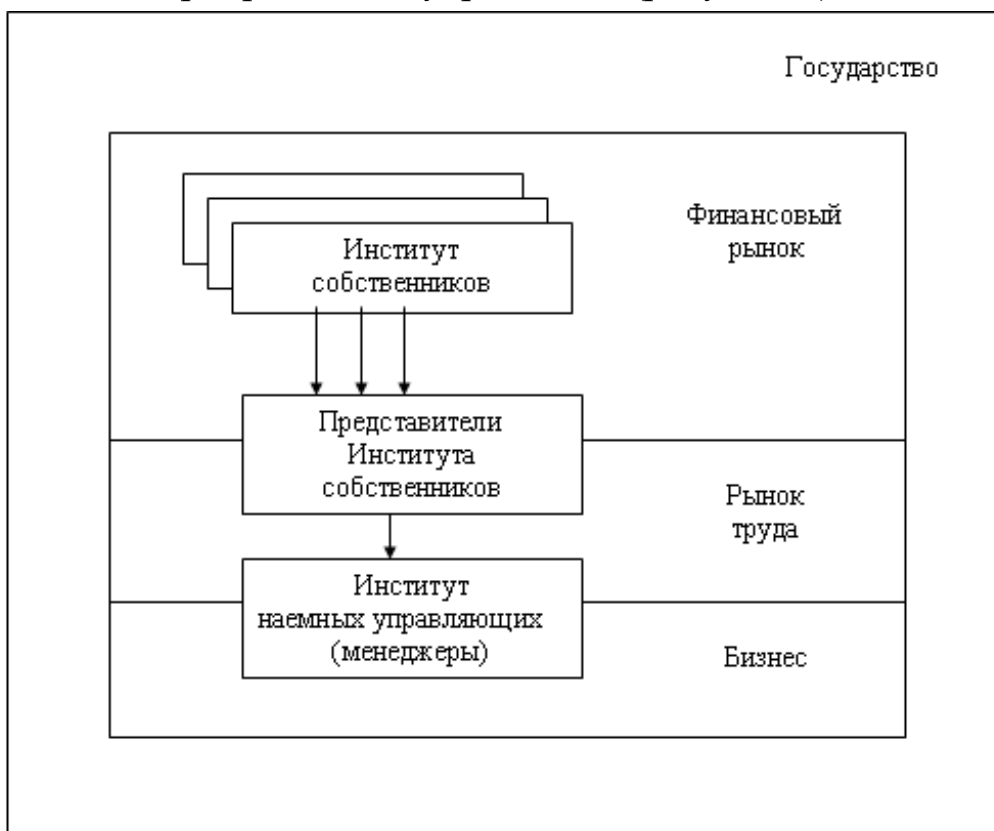 Государство
Финансовый
рынок
Институт
собственников
Представители
Института
собственников
Рынок
труда
Институт
наемных управляющих
(менеджеры)
Бизнес